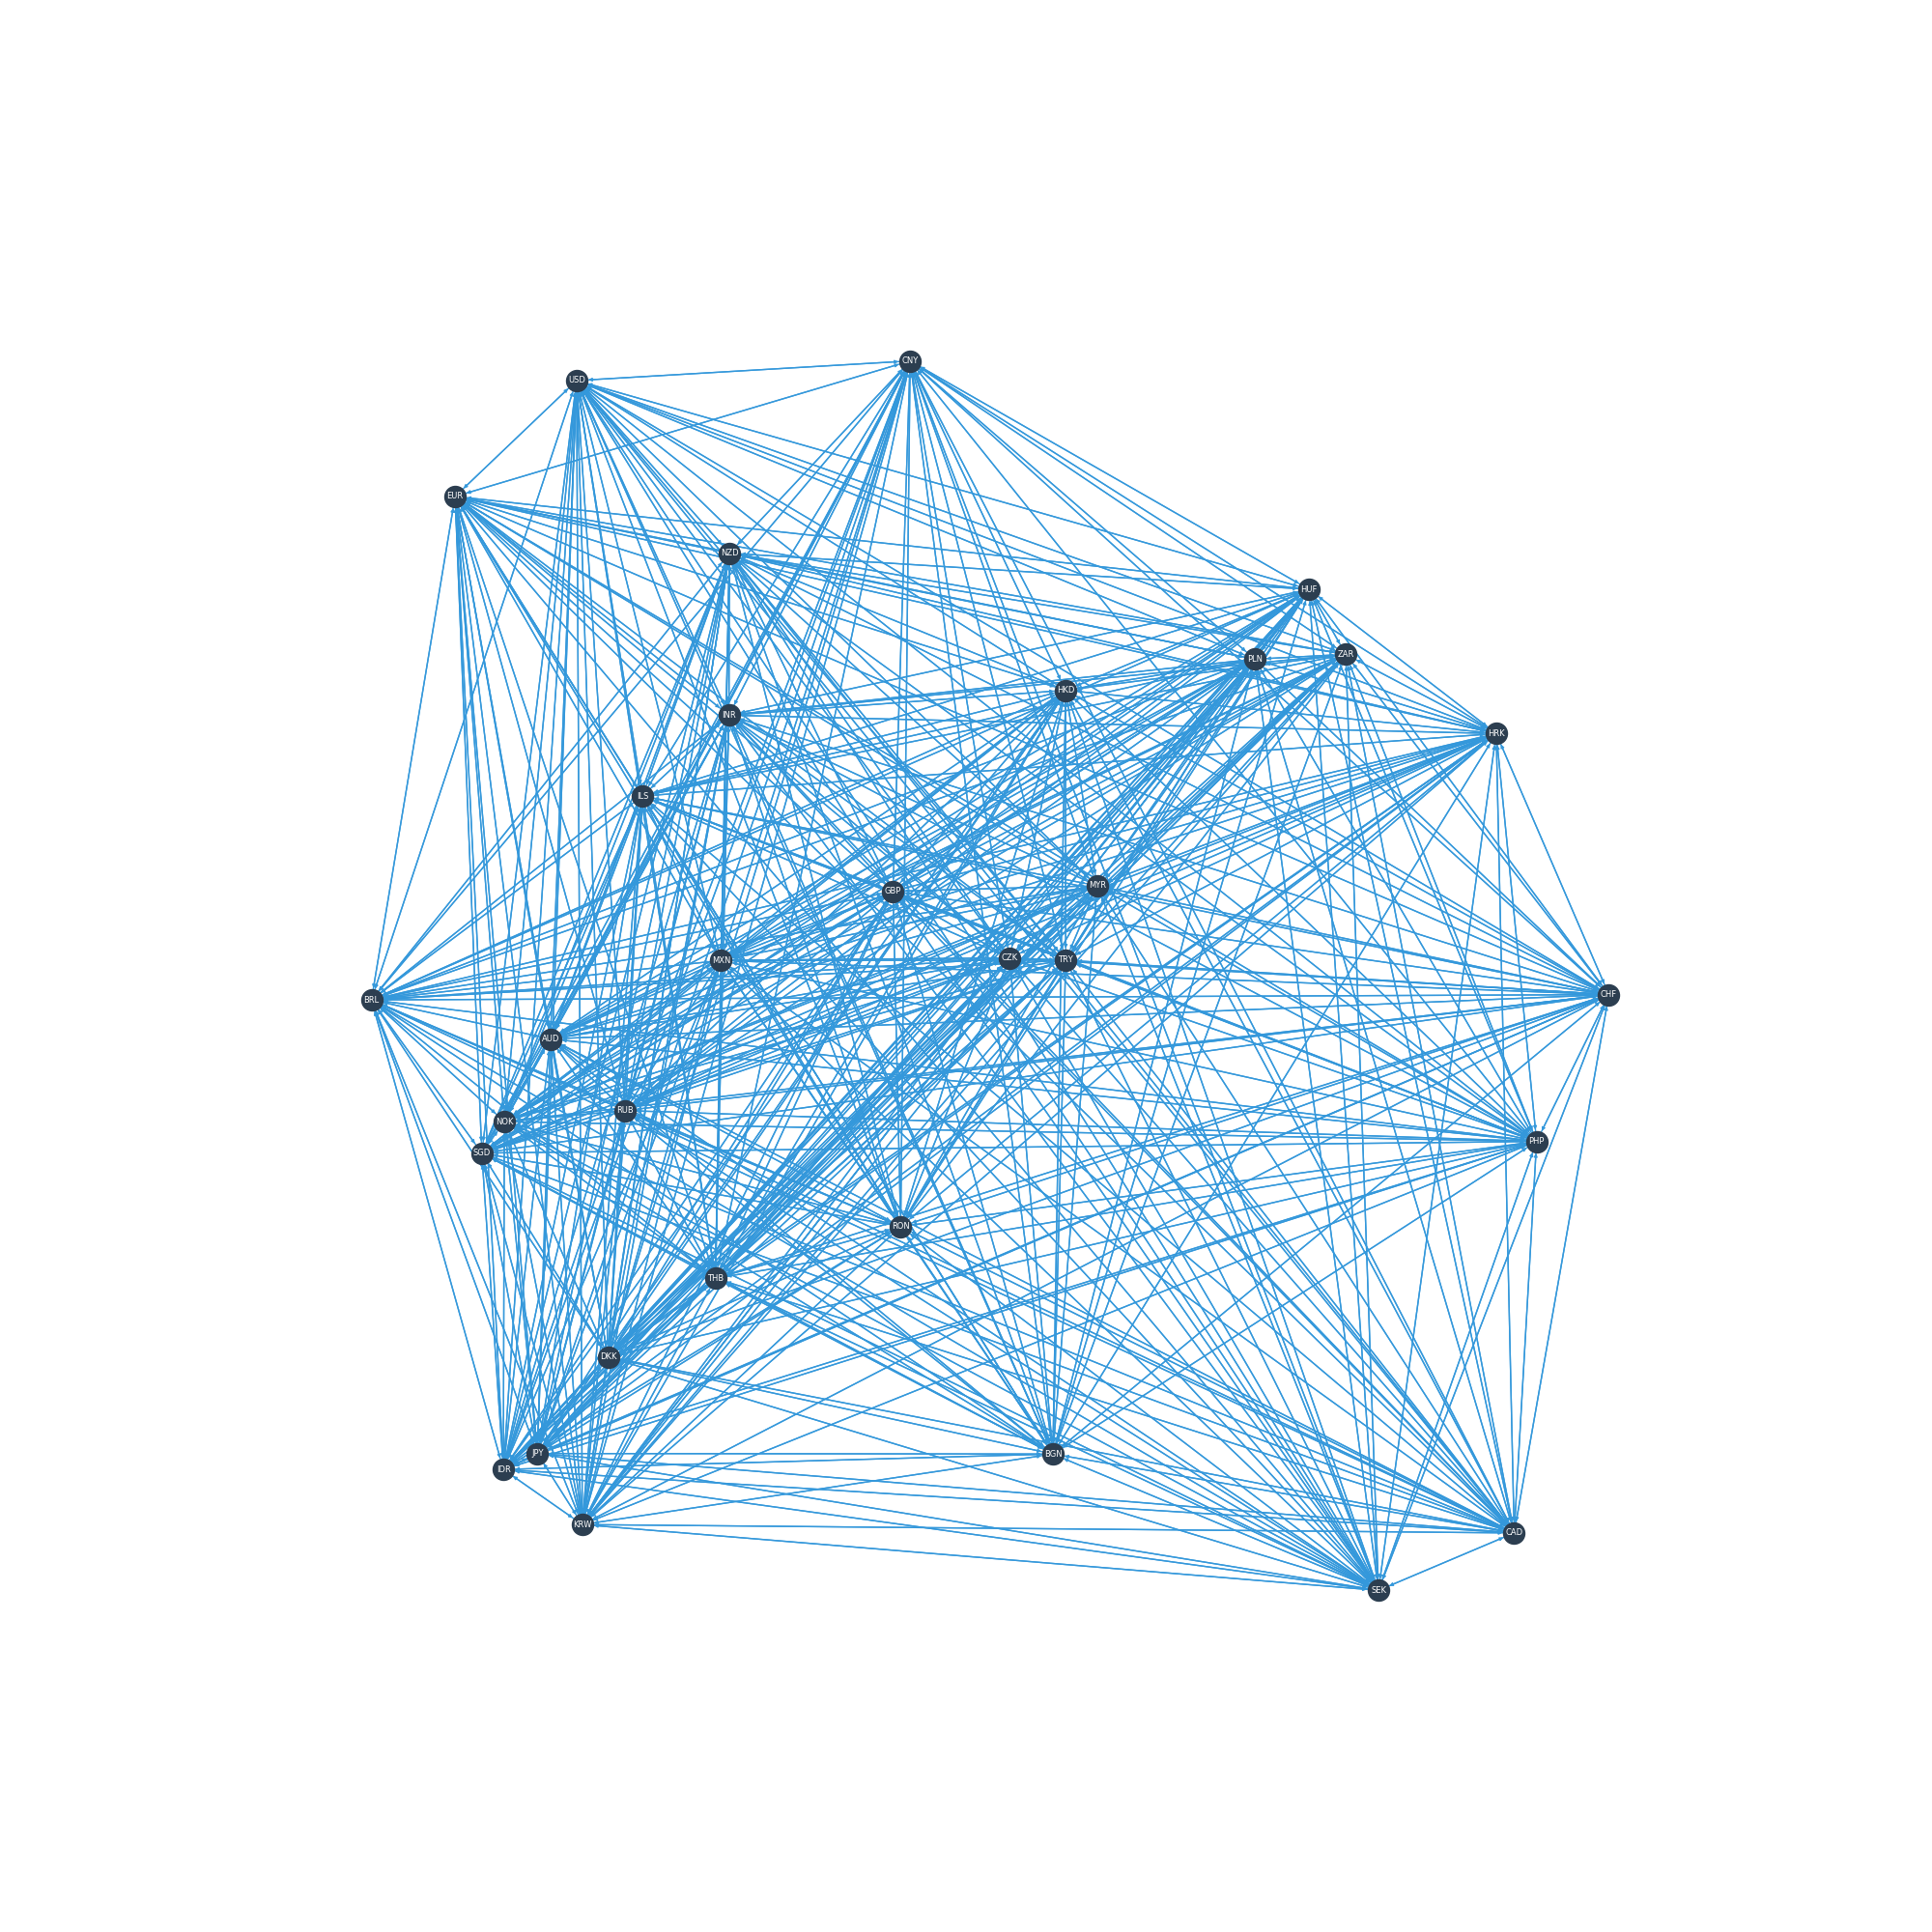 CNY
USD
EUR
NZD
HUF
ZAR
PLN
HKD
INR
HRK
ILS
MYR
GBP
CZK
TRY
MXN
CHF
BRL
AUD
RUB
NOK
PHP
SGD
RON
THB
DKK
JPY
BGN
IDR
KRW
CAD
SEK